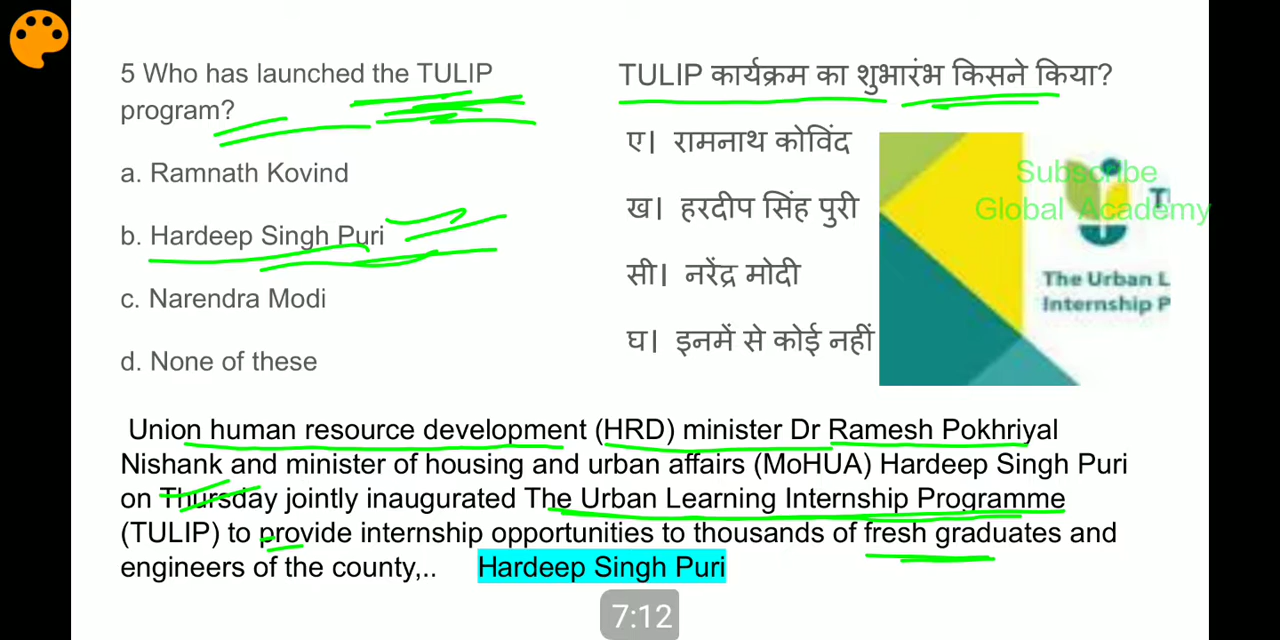 5 Who has launched the TULIP
program?
a. Ramnath Kovind
b. Hardeep Singh Puri
c. Narendra Modi
d. None of these
TULIP कार्यक्रम का शुभारंभ किसने किया?
ए। रामनाथ कोविंद
ख। हरदीप सिंह पुरी
सी। नरेंद्र मोदी
घ। इनमें से कोई नहीं
Subscribe
Global Academy
The Urban L
Internship P
Union human resource development (HRD) minister Dr Ramesh Pokhriyal
Nishank and minister of housing and urban affairs (MoHUA) Hardeep Singh Puri
on Thursday jointly inaugurated The Urban Learning Internship Programme
(TULIP) to provide internship opportunities to thousands of fresh graduates and
engineers of the county,.. Hardeep Singh Puri
7:12